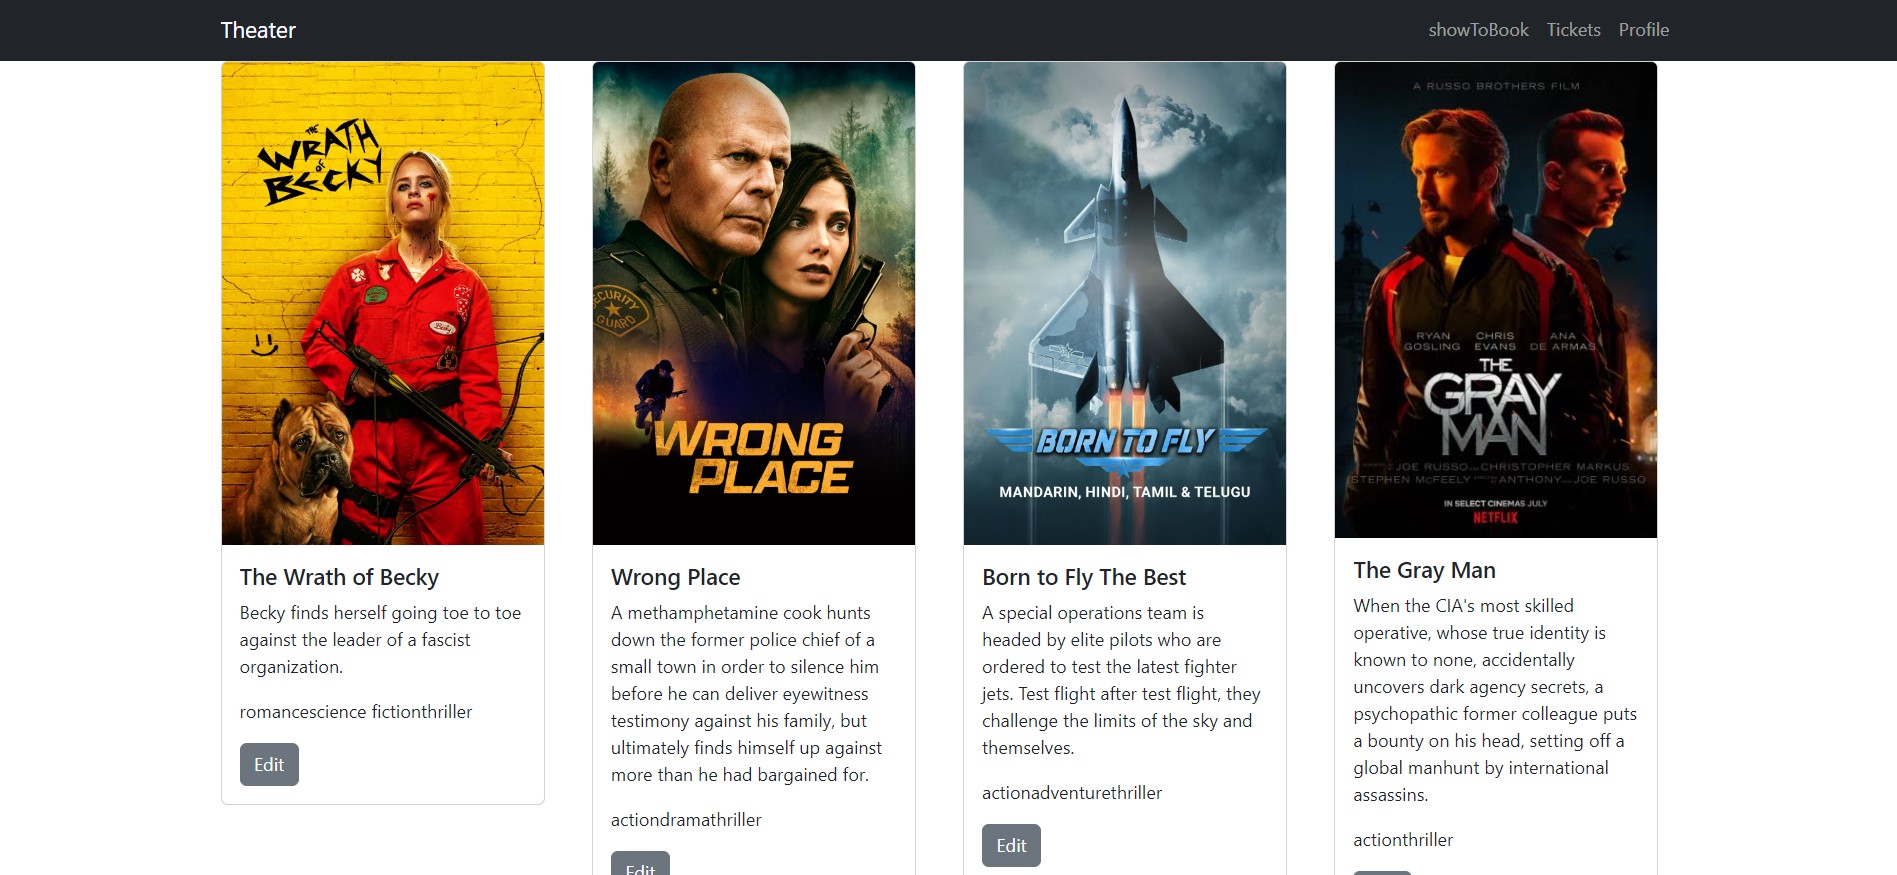 Theater
showToBook Tickets Profile
THE
WRATH
of
BECKY
Becky
SECURITY
GUARD
WRONG
PLACE
BORN TO FLY
MANDARIN, HINDI, TAMIL & TELUGU
A RUSSO BROTHERS FILM
RYAN GOSLING CHRIS EVANS ANA DE ARMAS
THE
GRAY
MAN
JOE RUSSO CHRISTOPHER MARKUS
STEPHEN McFEELY ANTHONY JOE RUSSO
IN SELECT CINEMAS JULY
NETFLIX
The Wrath of Becky
Becky finds herself going toe to toe
against the leader of a fascist
organization.
romancescience fictionthriller
Edit
Wrong Place
A methamphetamine cook hunts
down the former police chief of a
small town in order to silence him
before he can deliver eyewitness
testimony against his family, but
ultimately finds himself up against
more than he had bargained for.
actiondramathriller
Edit
Born to Fly The Best
A special operations team is
headed by elite pilots who are
ordered to test the latest fighter
jets. Test flight after test flight, they
challenge the limits of the sky and
themselves.
actionadventurethriller
Edit
The Gray Man
When the CIA's most skilled
operative, whose true identity is
known to none, accidentally
uncovers dark agency secrets, a
psychopathic former colleague puts
a bounty on his head, setting off a
global manhunt by international
assassins.
actionthriller